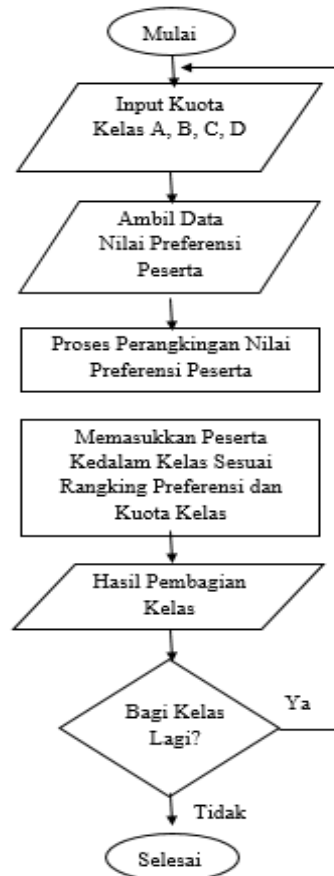 Mulai
Input Kuota
Kelas A, B, C, D
Ambil Data
Nilai Preferensi
Peserta
Proses Perangkingan Nilai
Preferensi Peserta
Memasukkan Peserta
Kedalam Kelas Sesuai
Rangking Preferensi dan
Kuota Kelas
Hasil Pembagian
Kelas
Bagi Kelas
Lagi?
Ya
Tidak
Selesai